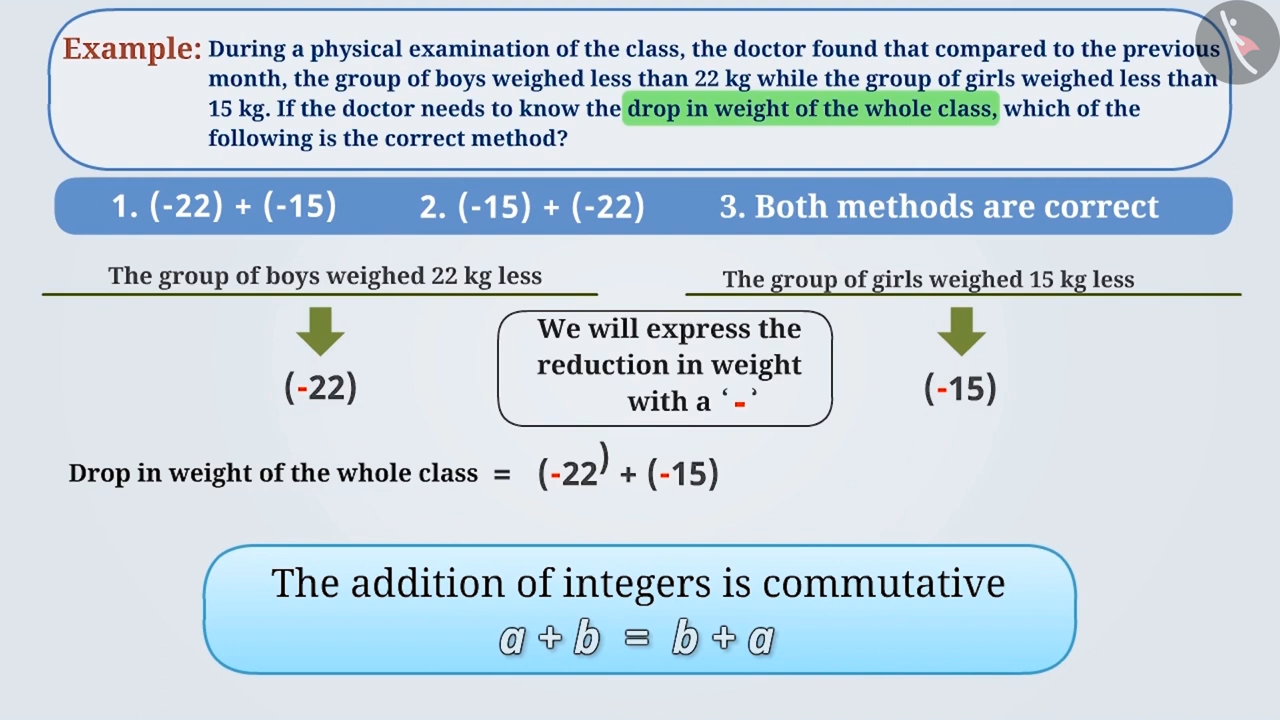 Example: During a physical examination of the class, the doctor found that compared to the previous
month, the group of boys weighed less than 22 kg while the group of girls weighed less than
15 kg. If the doctor needs to know the drop in weight of the whole class, which of the
following is the correct method?
1. (-22) + (-15) 2. (-15) + (-22) 3. Both methods are correct
The group of boys weighed 22 kg less The group of girls weighed 15 kg less
We will express the
reduction in weight
with a ‘ - ’
(-22) (-15)
Drop in weight of the whole class = (-22) + (-15)
The addition of integers is commutative
a + b = b + a